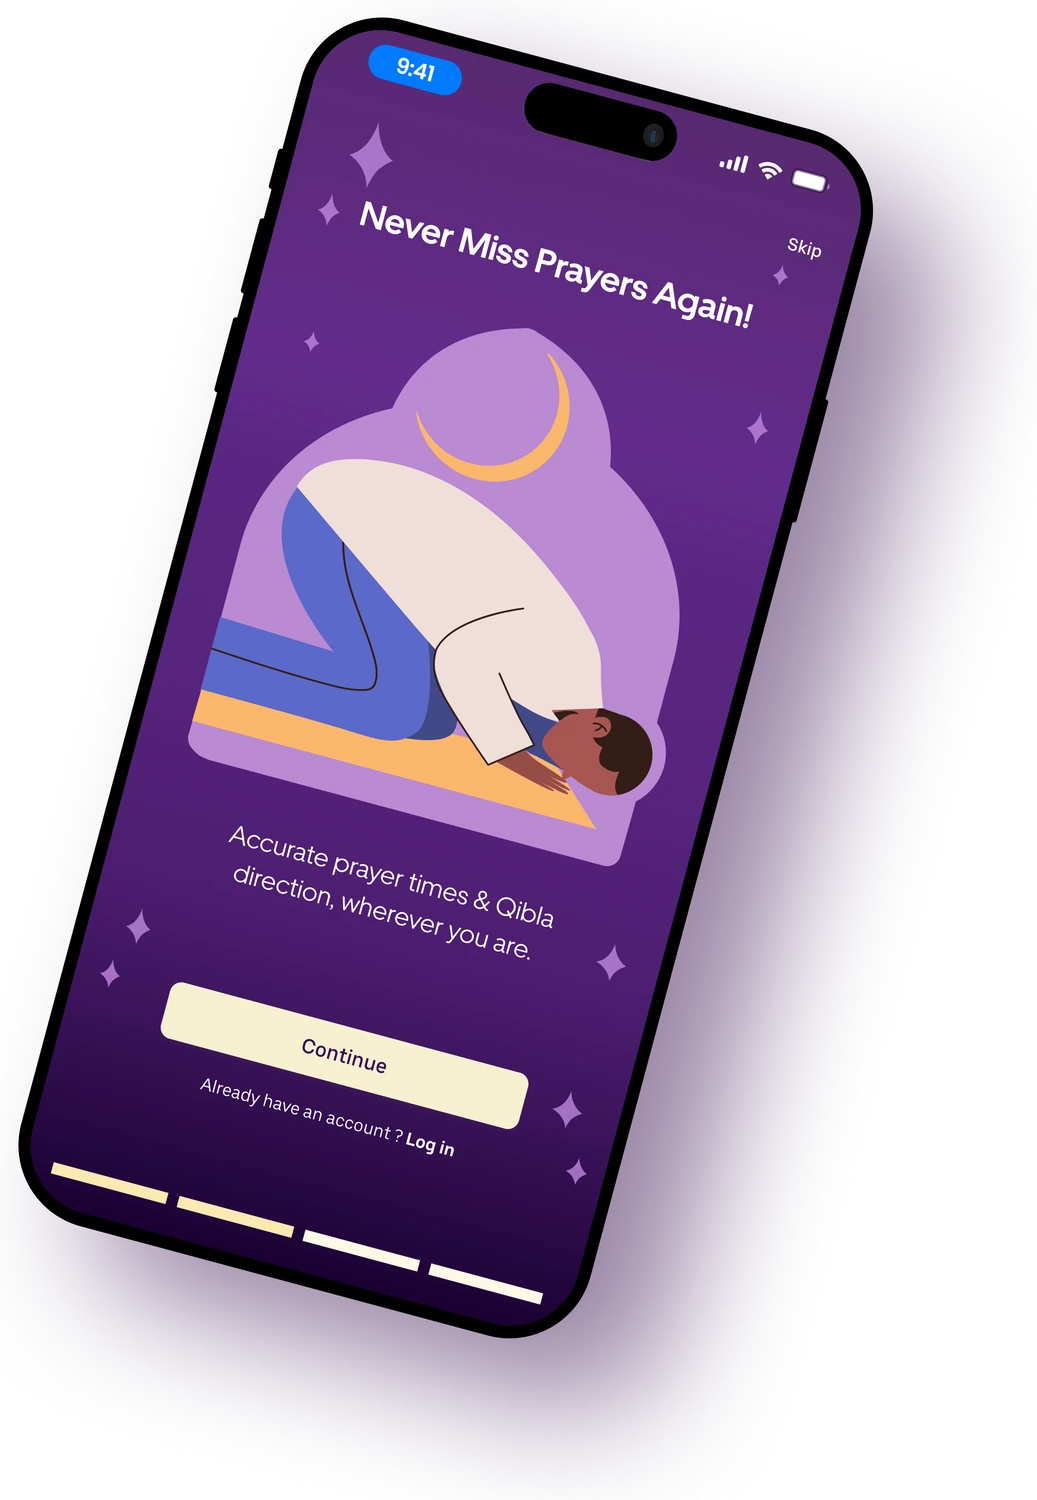 9:41
Skip
Never Miss Prayers Again!
Accurate prayer times & Qibla
direction, wherever you are.
Continue
Already have an account ? Log in